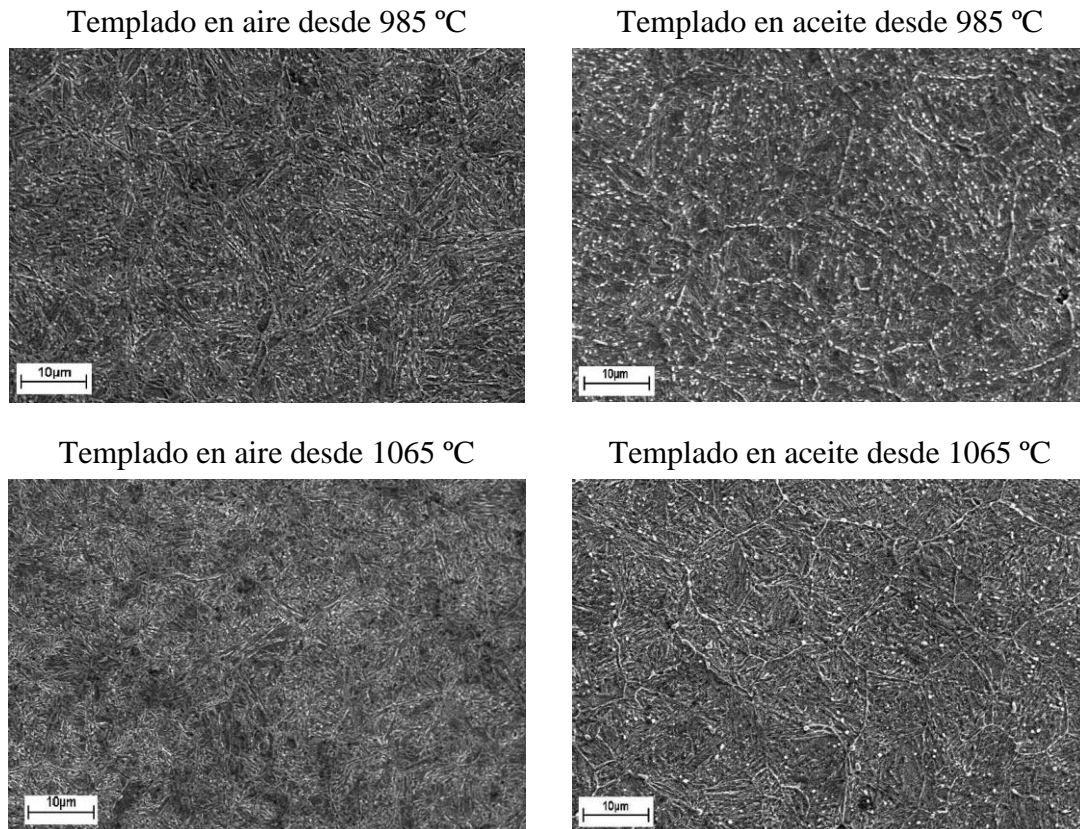 Templado en aire desde 985 ºC
Templado en aceite desde 985 ºC
10µm
10µm
Templado en aire desde 1065 ºC
Templado en aceite desde 1065 ºC
10µm
10µm